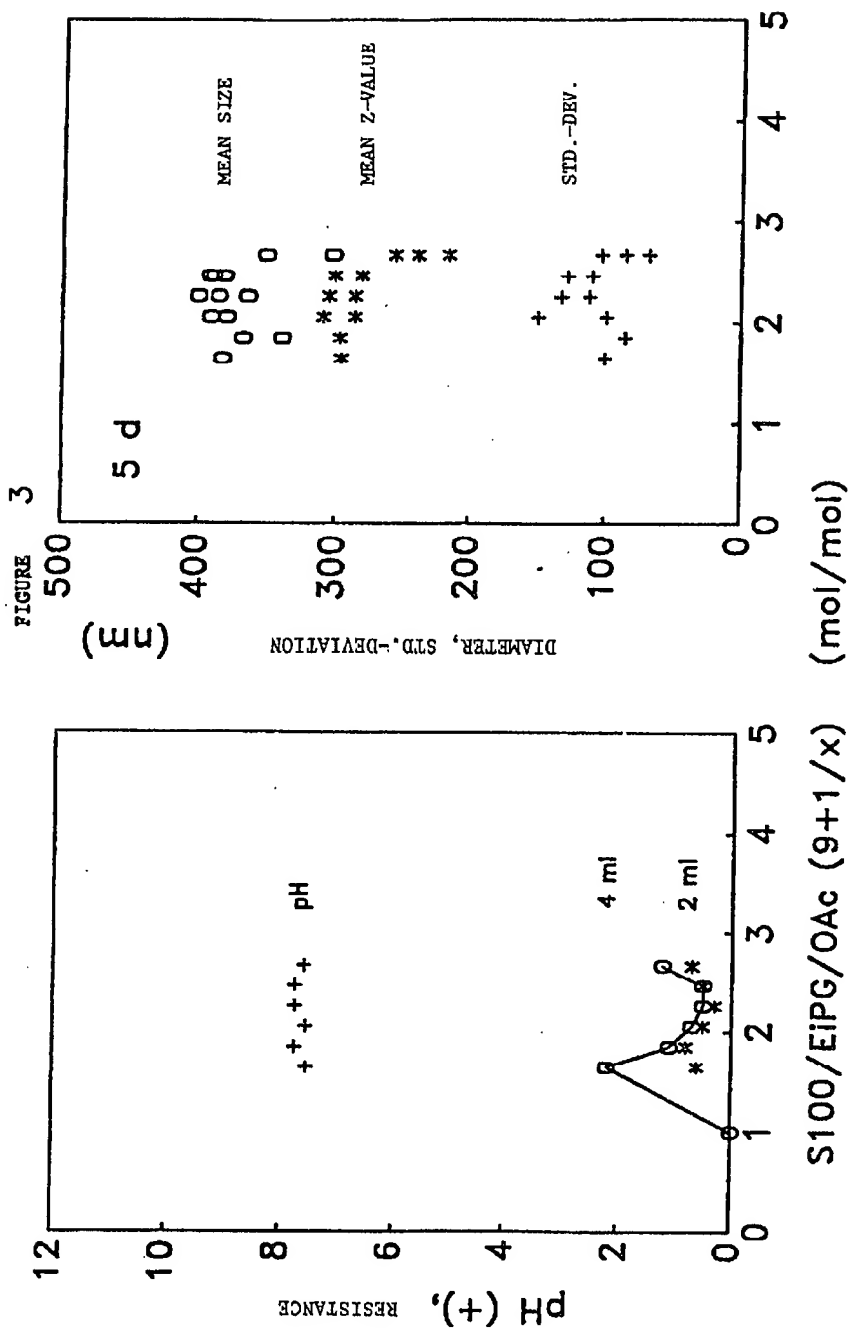 FIGURE 3
12
10
8
6
4
2
0
pH (+), RESISTANCE
pH
4 ml
2 ml
0 1 2 3 4 5
S100/EiPG/OAc (9+1/x) (mol/mol)
500
400
300
200
100
0
(nm)
DIAMETER, STD.-DEVIATION
5 d
MEAN SIZE
MEAN Z-VALUE
STD.-DEV.
0 1 2 3 4 5